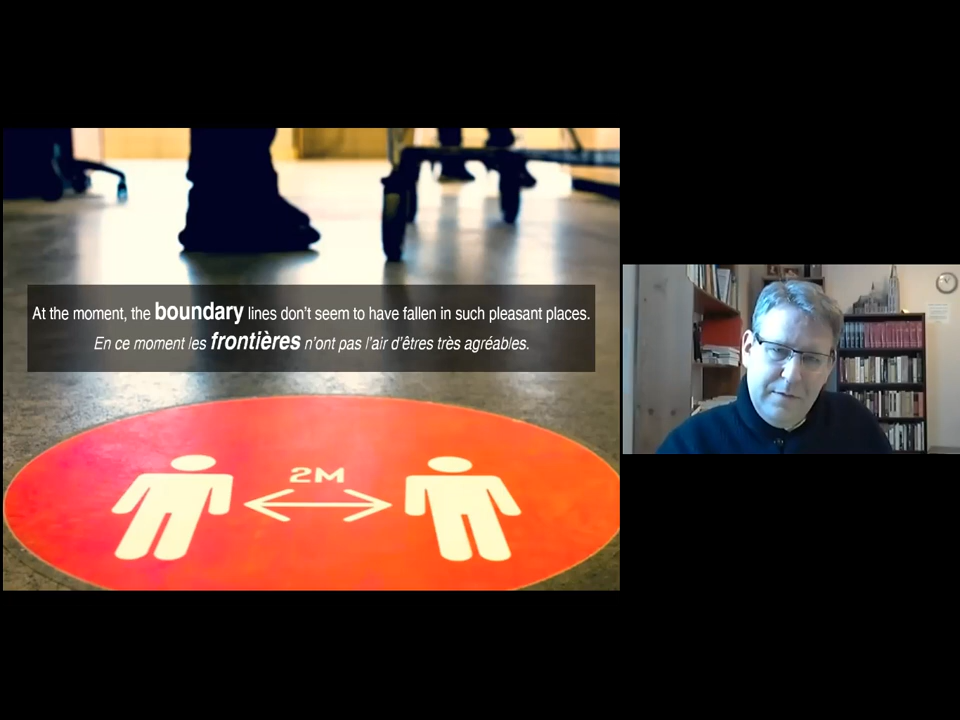 At the moment, the boundary lines don't seem to have fallen in such pleasant places.
En ce moment les frontières n'ont pas l'air d'êtres très agréables.
2M